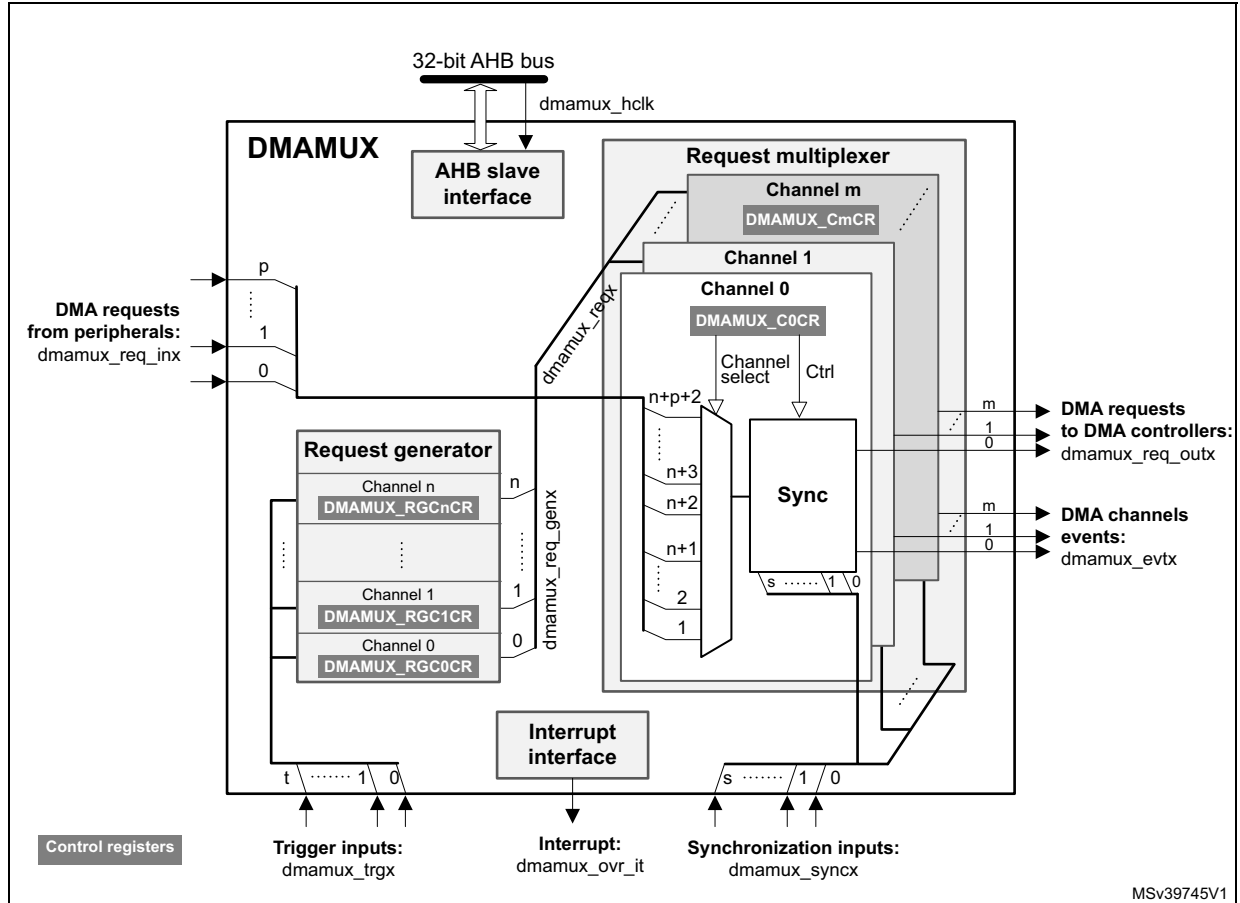 32-bit AHB bus
dmamux_hclk
DMAMUX
AHB slave
interface
Request multiplexer
Channel m
DMAMUX_CmCR
Channel 1
Channel 0
DMAMUX_C0CR
Channel
select
Ctrl
dmamux_reqx
p
1
0
DMA requests
from peripherals:
dmamux_req_inx
n+p+2
n+3
n+2
n+1
2
1
Sync
s ...... 1 0
m
1
0
DMA requests
to DMA controllers:
dmamux_req_outx
m
1
0
DMA channels
events:
dmamux_evtx
Request generator
Channel n
DMAMUX_RGCnCR
n
Channel 1
DMAMUX_RGC1CR
1
Channel 0
DMAMUX_RGC0CR
0
dmamux_req_genx
Interrupt
interface
t ....... 1 0
s ....... 1 0
Control registers
Trigger inputs:
dmamux_trgx
Interrupt:
dmamux_ovr_it
Synchronization inputs:
dmamux_syncx
MSv39745V1